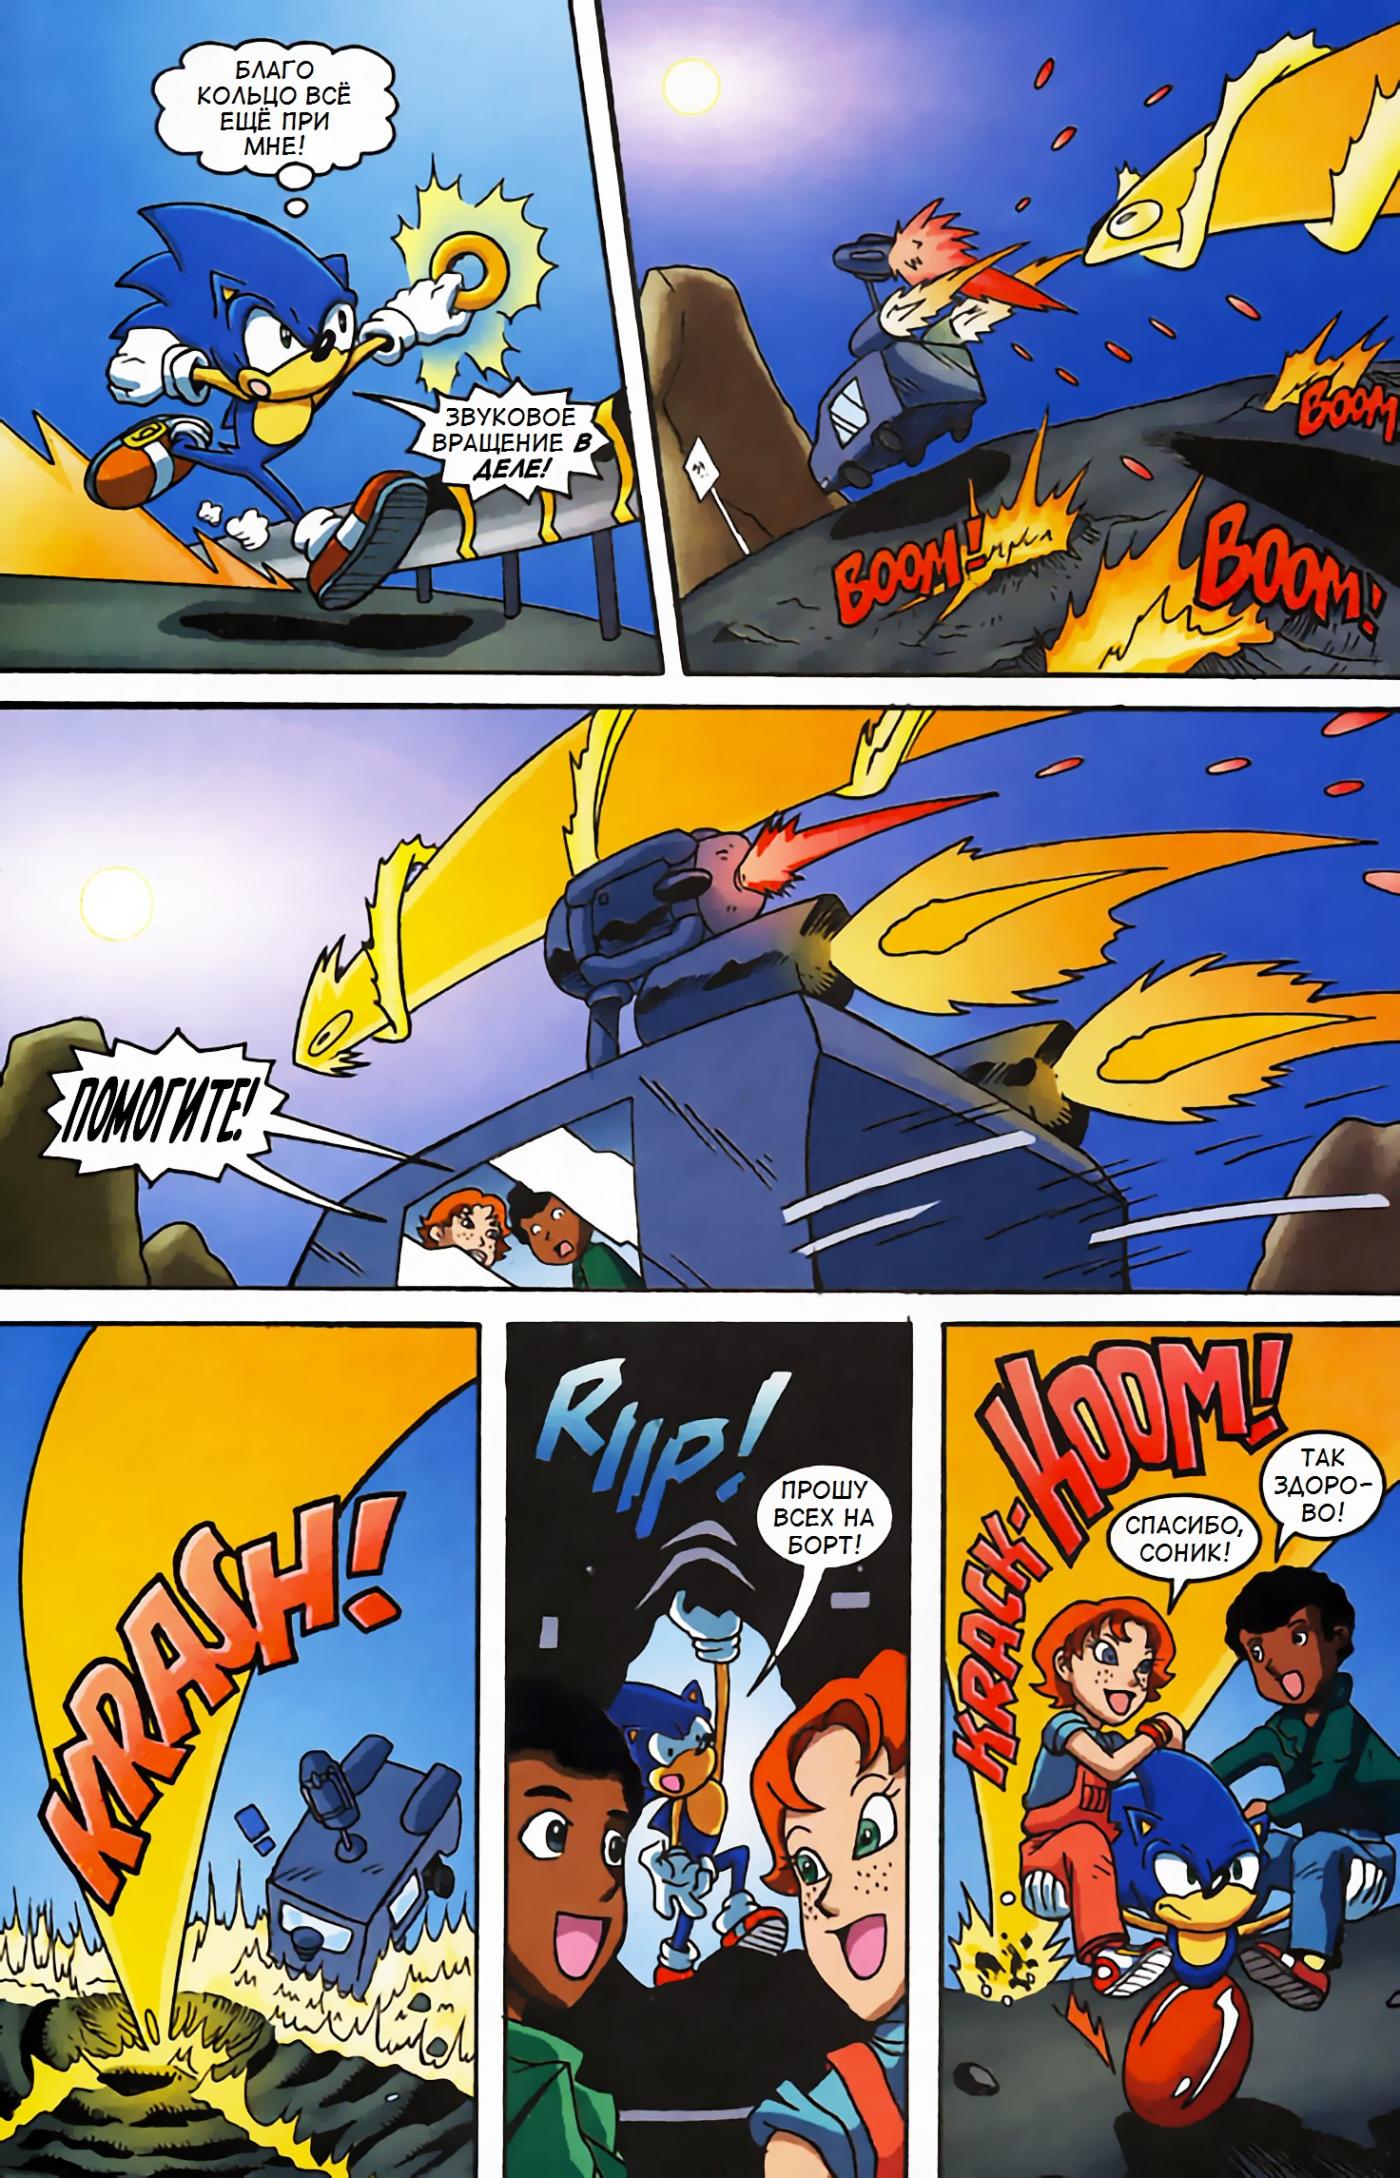 БЛАГО
КОЛЬЦО ВСЁ
ЕЩЁ ПРИ
МНЕ!
ЗВУКОВОЕ
ВРАЩЕНИЕ В
ДЕЛЕ!
BOOM
BOOM!
BOOM!
ПОМОГИТЕ!
KRASH!
RIIP!
ПРОШУ
ВСЕХ НА
БОРТ!
KRACK-KOOM!
ТАК
ЗДОРО-
ВО!
СПАСИБО,
СОНИК!